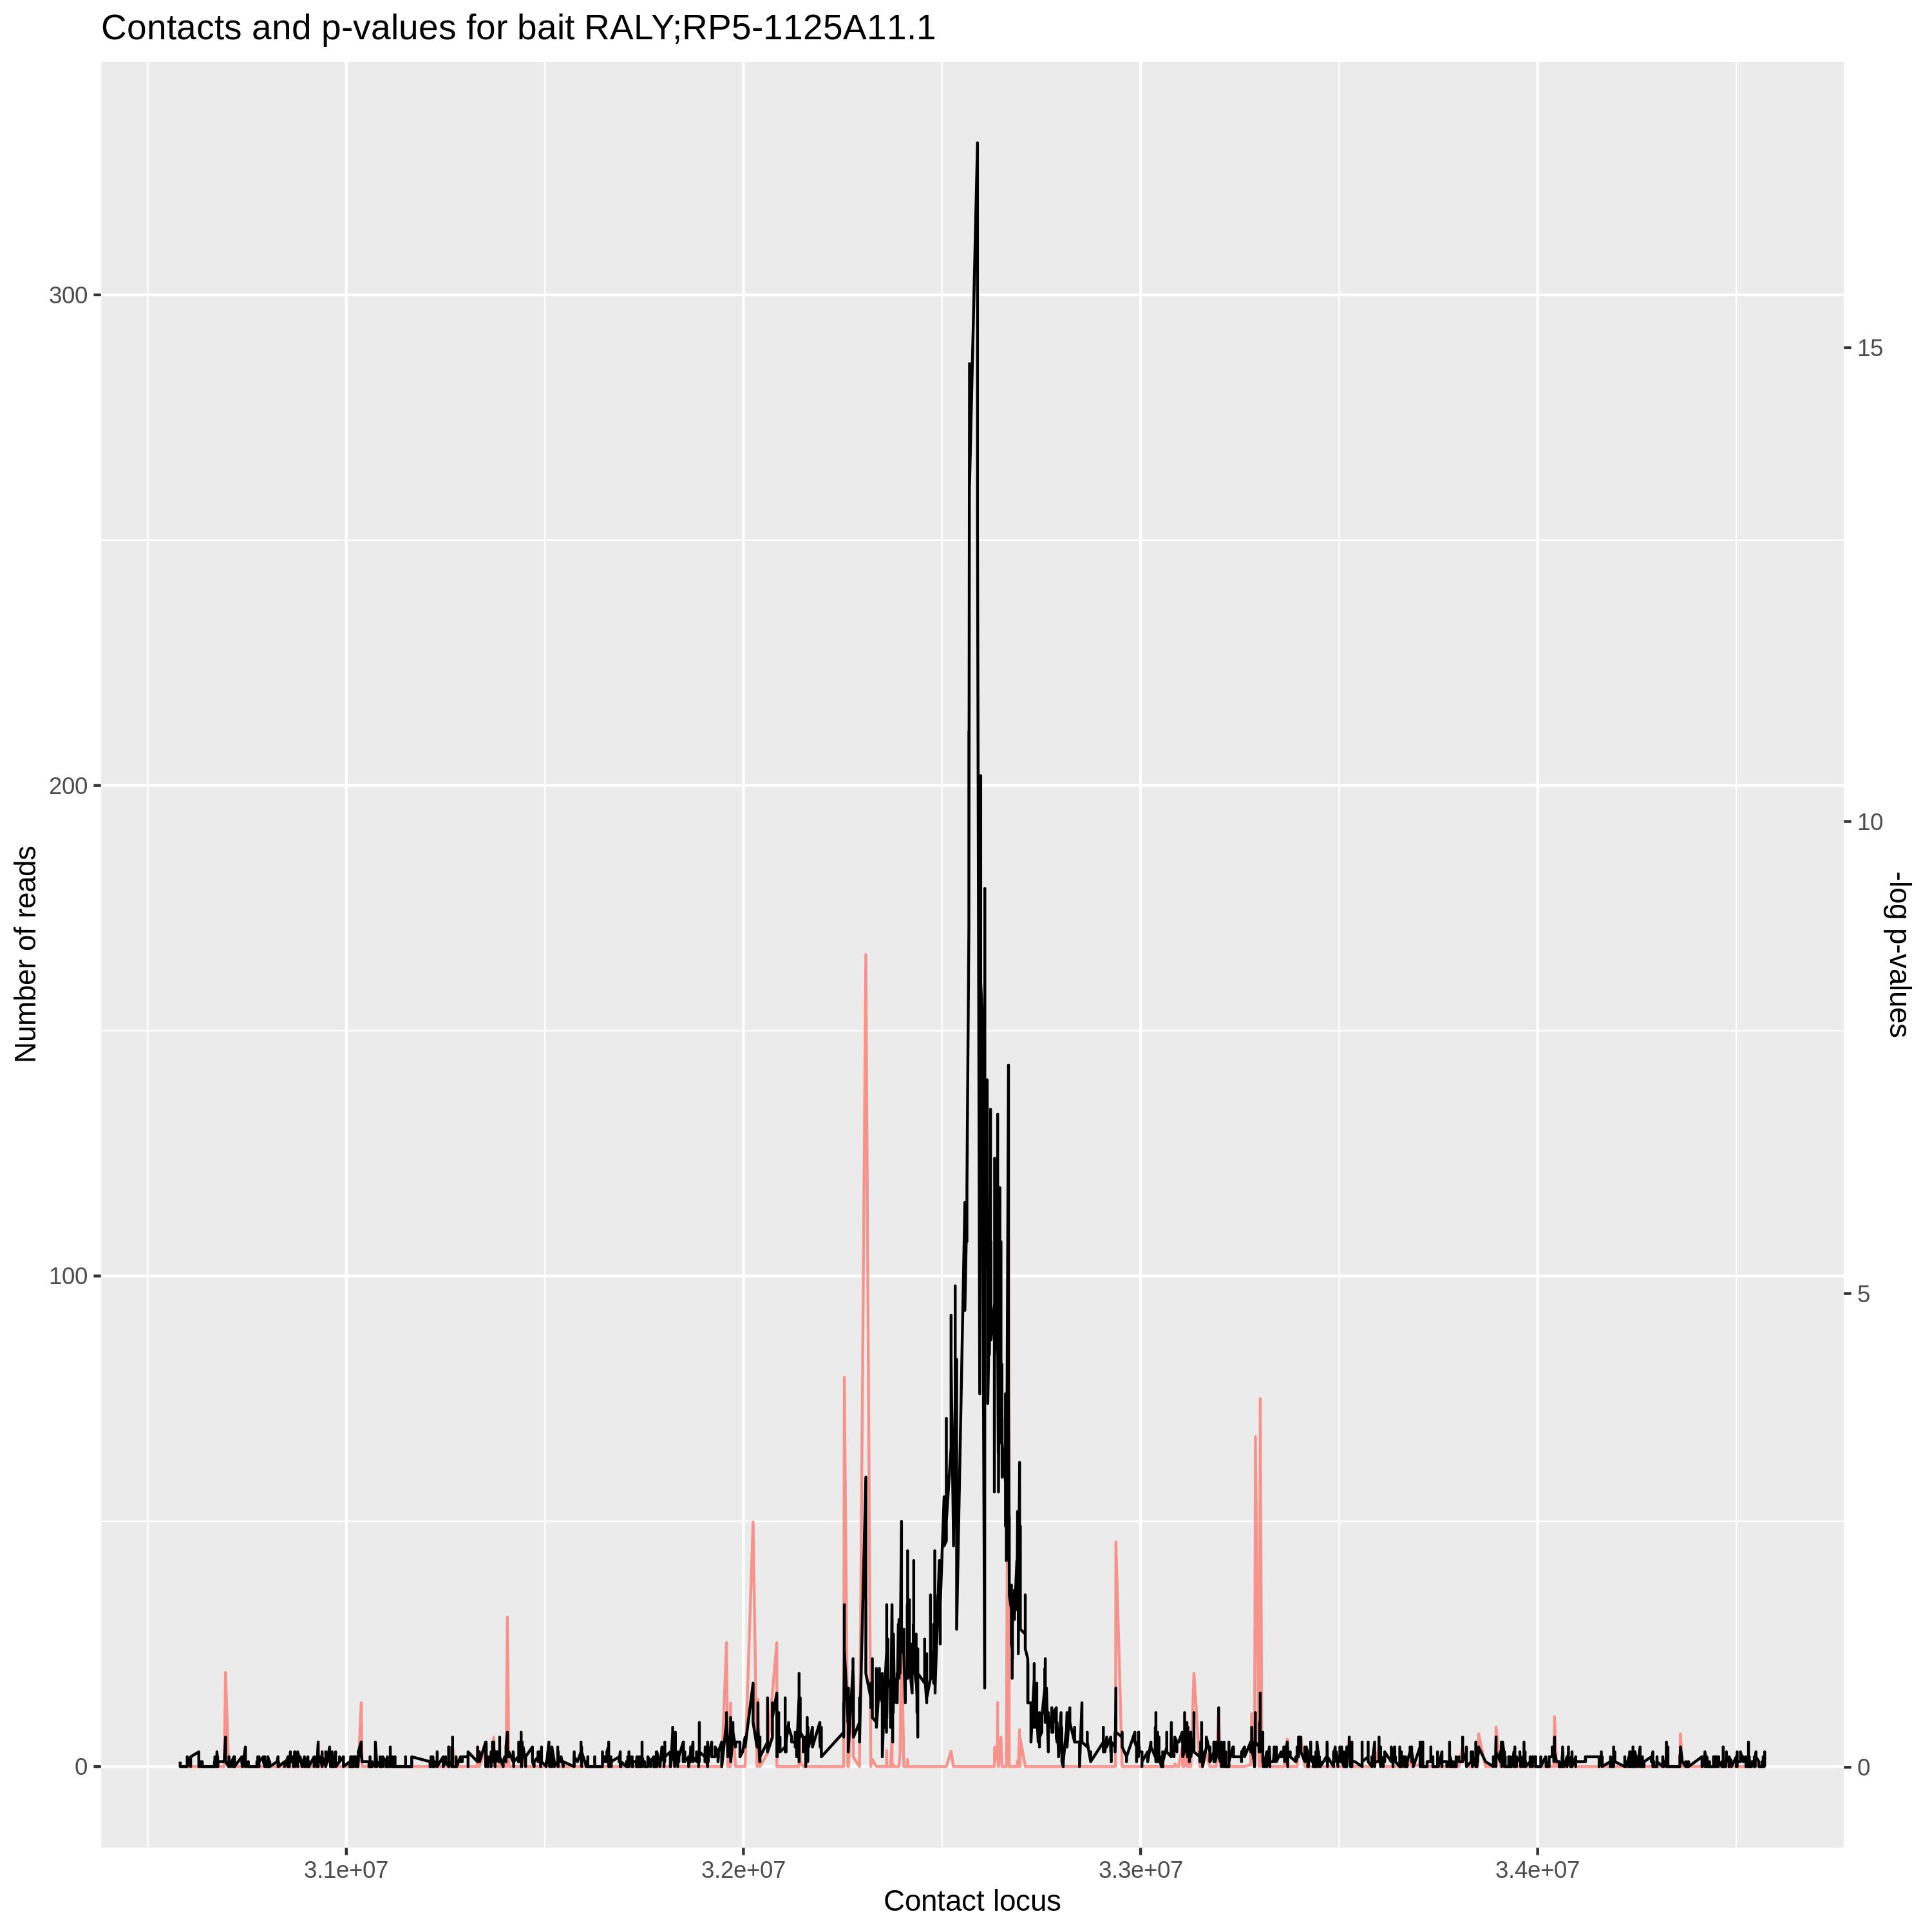 Contacts and p-values for bait RALY;RP5-1125A11.1
300
200
100
0
Number of reads
15
10
5
0
-log p-values
3.1e+07
3.2e+07
3.3e+07
3.4e+07
Contact locus